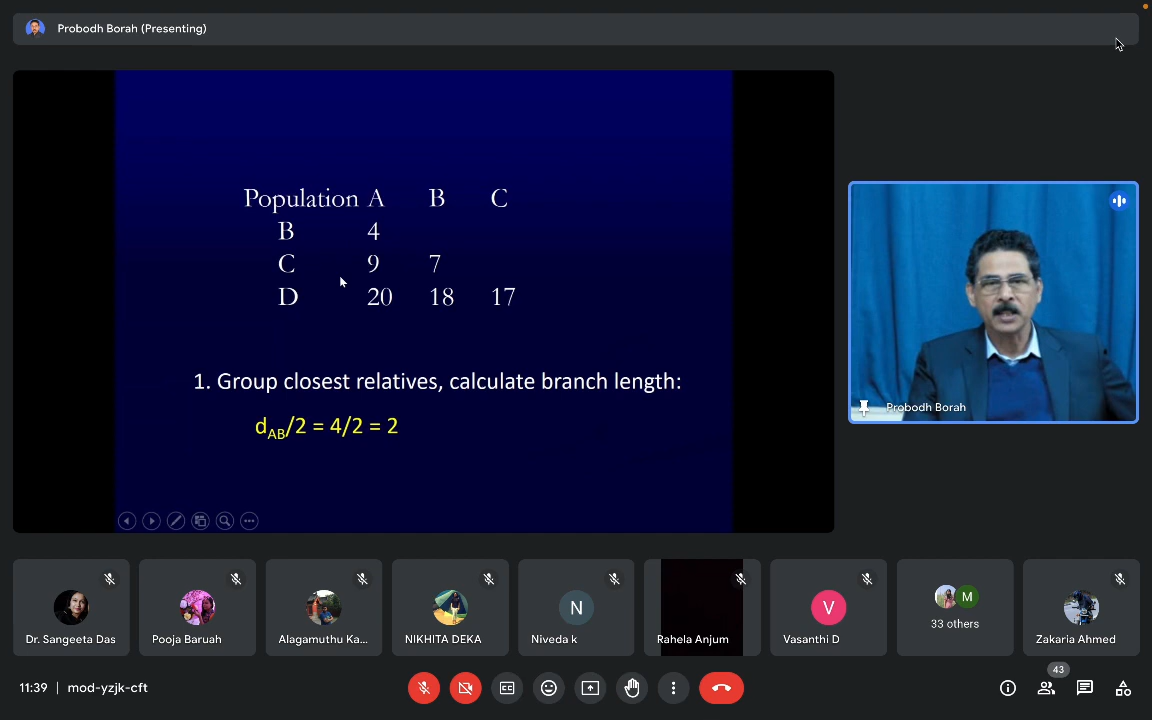 Probodh Borah (Presenting)
Population A B C
B 4
C 9 7
D 20 18 17
1. Group closest relatives, calculate branch length:
dAB/2 = 4/2 = 2
Probodh Borah
Dr. Sangeeta Das
Pooja Baruah
Alagamuthu Ka...
NIKHITA DEKA
N
Niveda k
Rahela Anjum
V
Vasanthi D
M
33 others
Zakaria Ahmed
11:39 | mod-yzjk-cft
CC
43